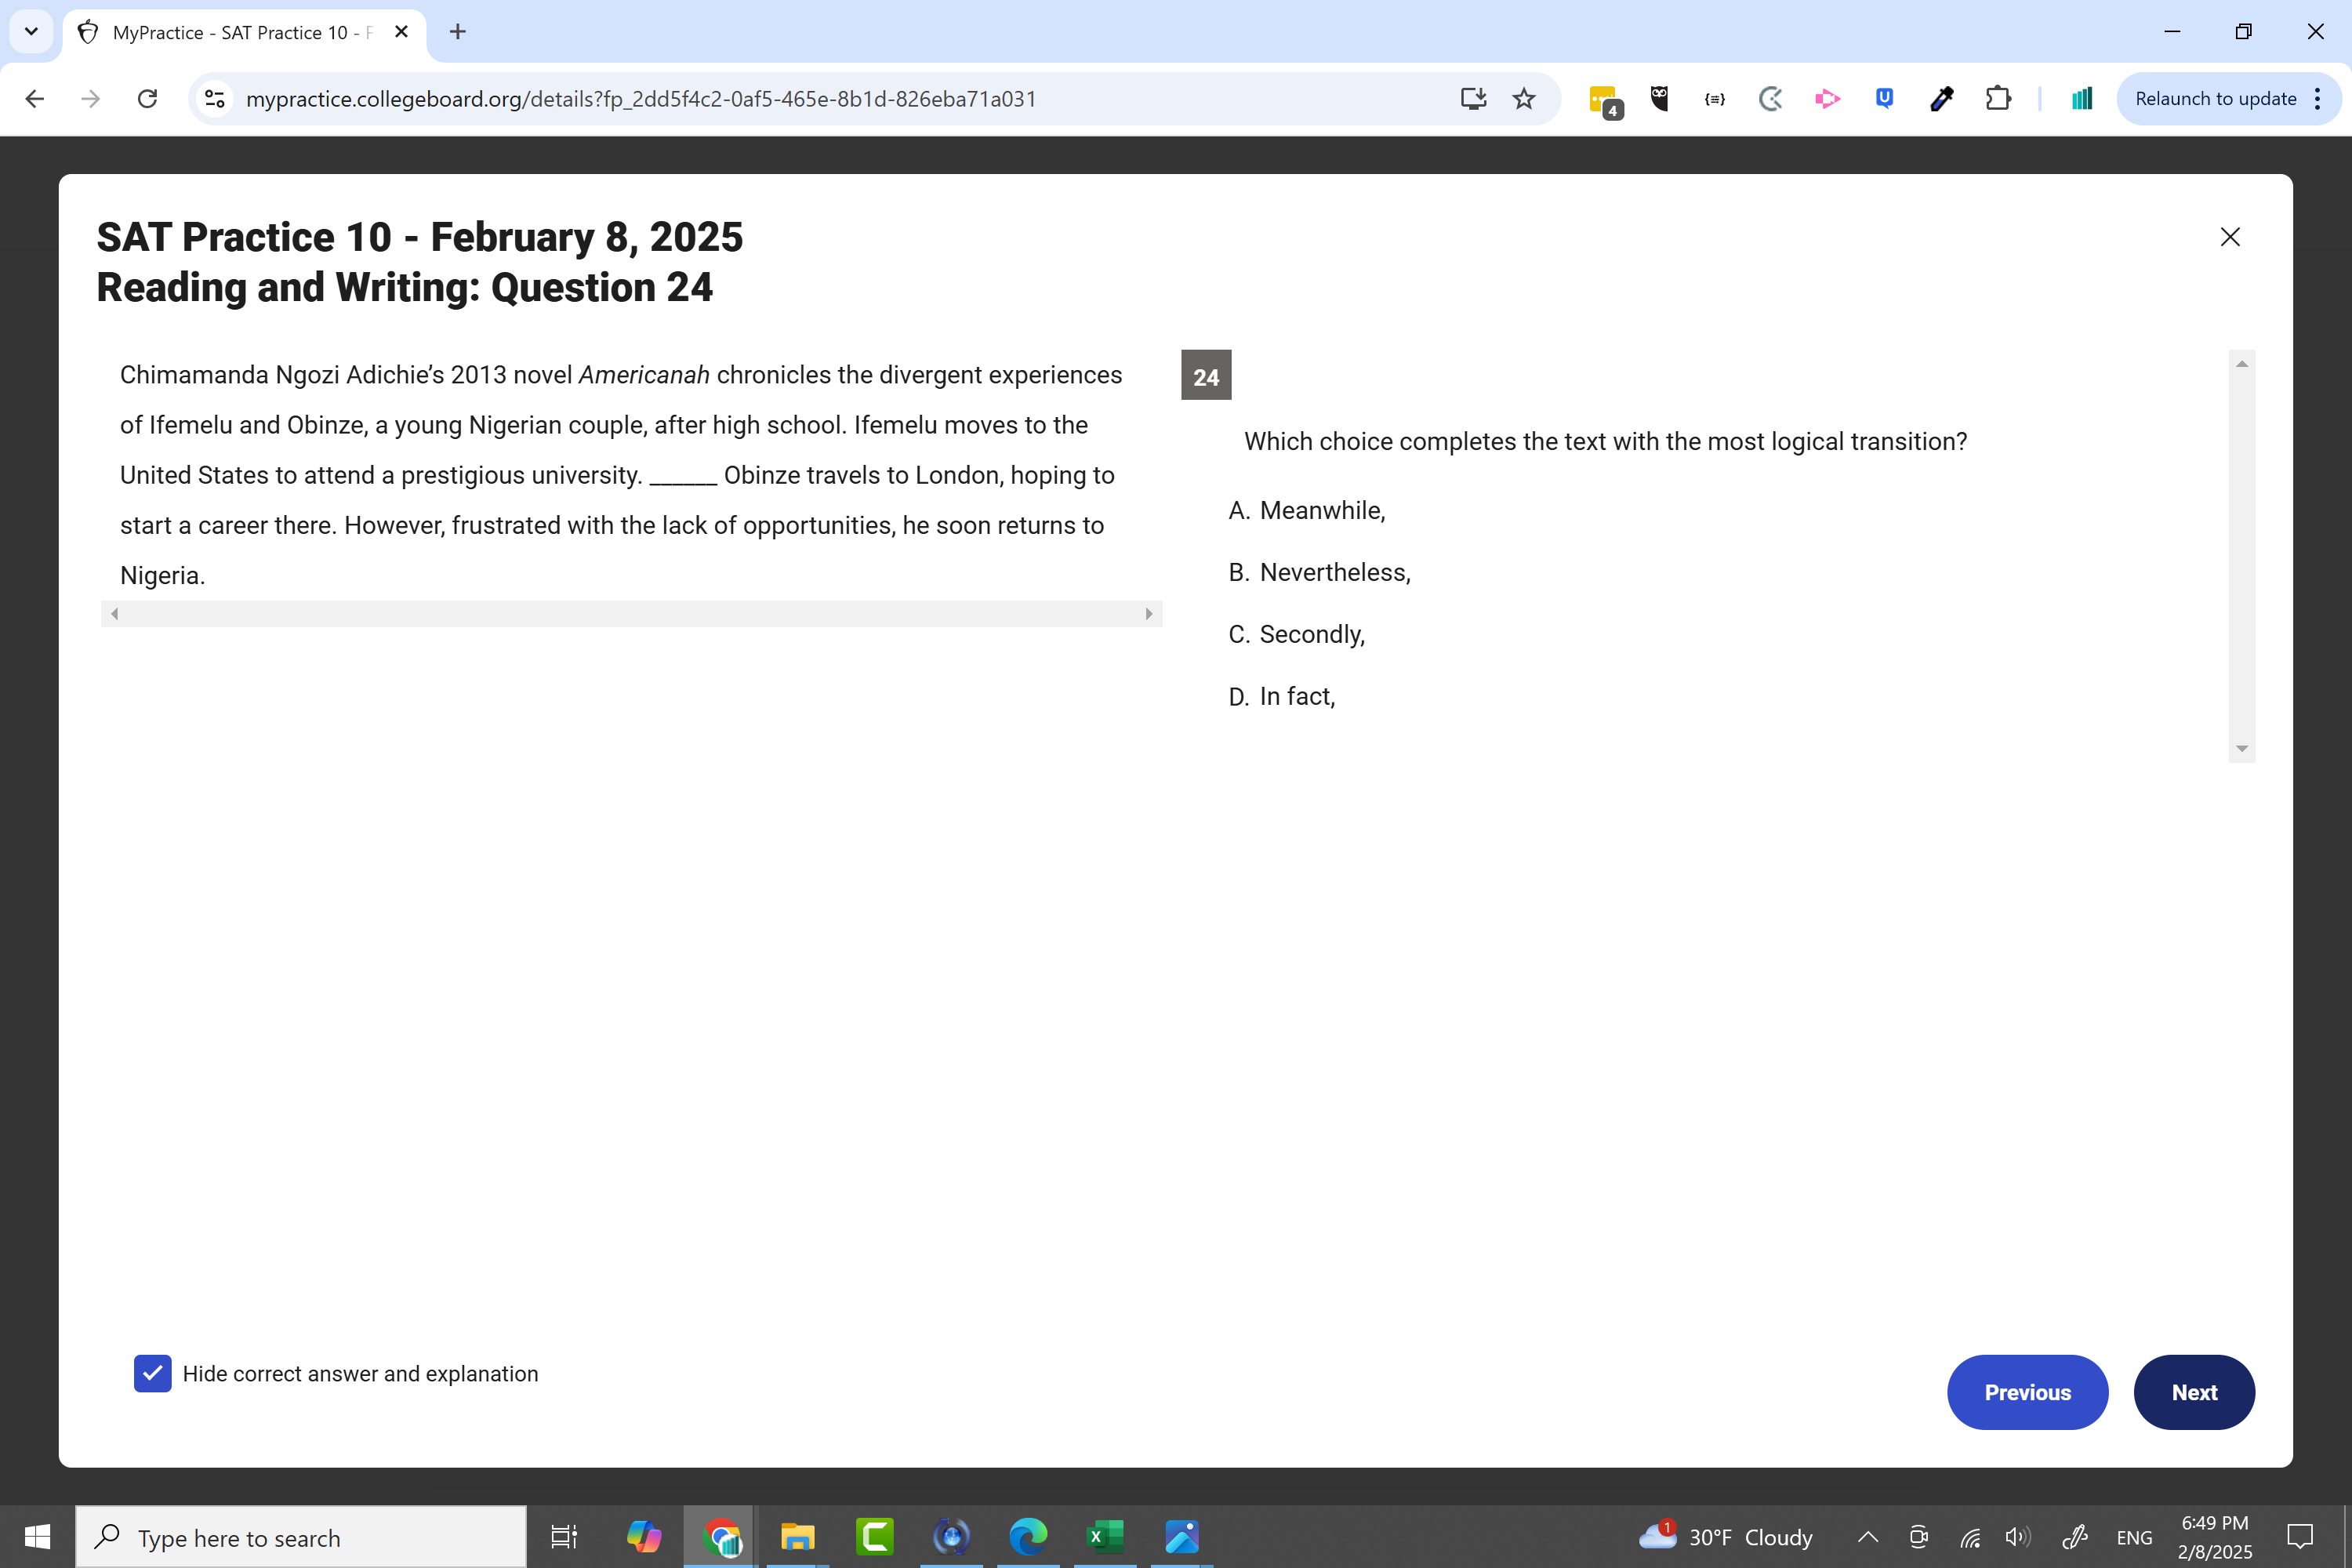 MyPractice - SAT Practice 10 - F
mypractice.collegeboard.org/details?fp_2dd5f4c2-0af5-465e-8b1d-826eba71a031
4
Relaunch to update
SAT Practice 10 - February 8, 2025
Reading and Writing: Question 24
Chimamanda Ngozi Adichie’s 2013 novel Americanah chronicles the divergent experiences
of Ifemelu and Obinze, a young Nigerian couple, after high school. Ifemelu moves to the
United States to attend a prestigious university. ______ Obinze travels to London, hoping to
start a career there. However, frustrated with the lack of opportunities, he soon returns to
Nigeria.
24
Which choice completes the text with the most logical transition?
A. Meanwhile,
B. Nevertheless,
C. Secondly,
D. In fact,
Hide correct answer and explanation
Previous
Next
Type here to search
1
30°F Cloudy
ENG
6:49 PM
2/8/2025